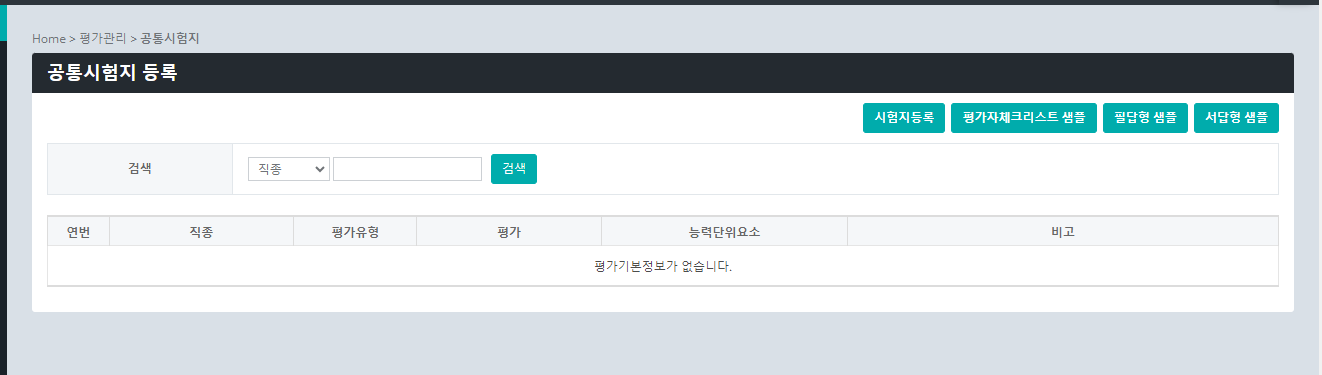 Home > 평가관리 > 공통시험지
공통시험지 등록
시험지등록 평가자체크리스트 샘플 필답형 샘플 서답형 샘플
검색 직종 검색
연번 직종 평가유형 평가 능력단위요소 비고
평가기본정보가 없습니다.